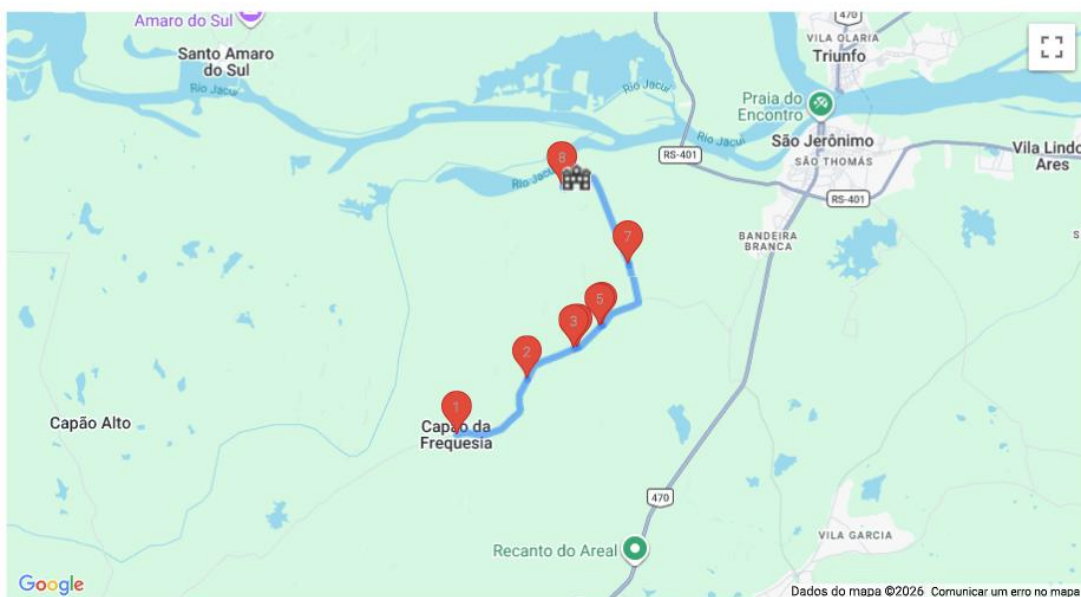 470
Amaro do Sul
VILA OLARIA
Santo Amaro
do Sul
Triunfo
Rio Jacuí
Rio Jacuí
Praia do
Encontro
Rio Jacuí
São Jerônimo
Vila Lindo
Ares
RS-401
SÃO THOMÁS
8
Rio Jacuí
RS-401
7
BANDEIRA
BRANCA
S
5
3
2
1
Capão Alto
Capão da
Freguesia
470
VILA GARCIA
Recanto do Areal
Google
Dados do mapa ©2026
Comunicar um erro no mapa